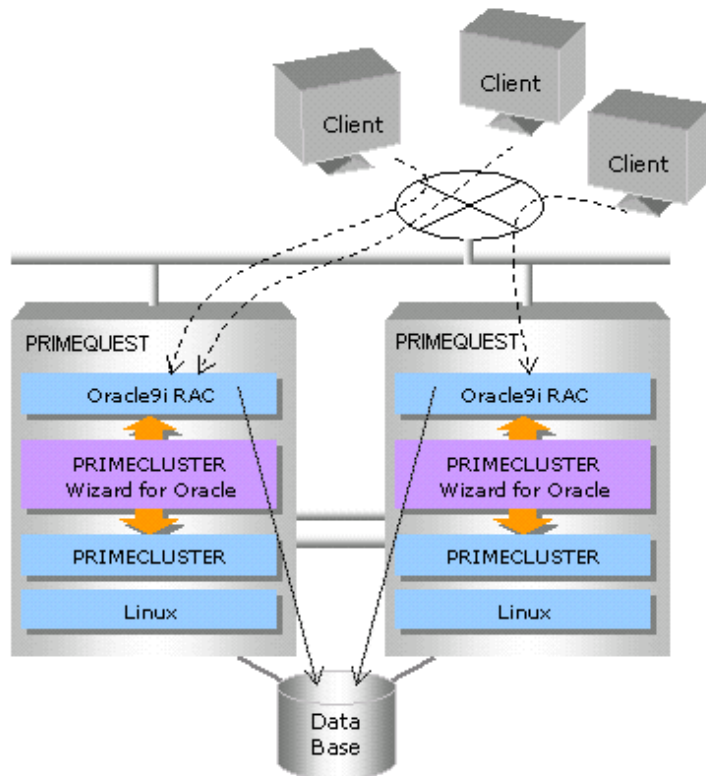 Client
Client
Client
PRIMEQUEST
Oracle9i RAC
PRIMECLUSTER
Wizard for Oracle
PRIMECLUSTER
Linux
PRIMEQUEST
Oracle9i RAC
PRIMECLUSTER
Wizard for Oracle
PRIMECLUSTER
Linux
Data
Base